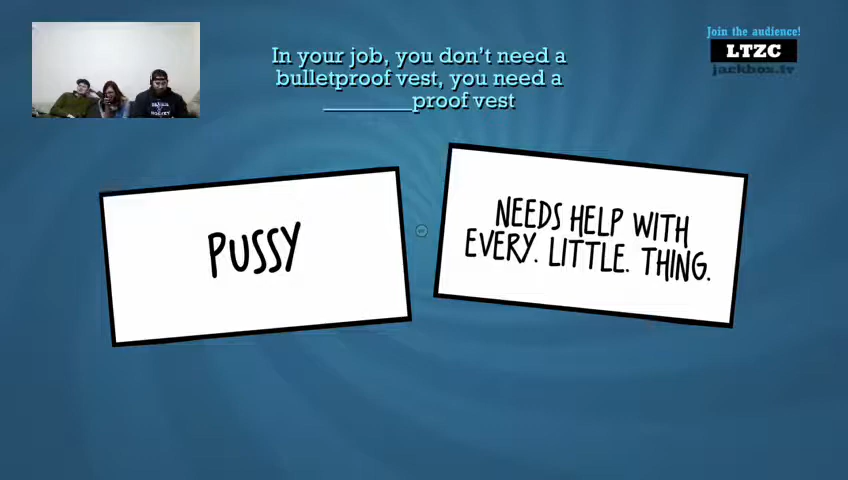 Join the audience!
LTZC
jackbox.tv
In your job, you don't need a
bulletproof vest, you need a
________proof vest
PUSSY
NEEDS HELP WITH
EVERY. LITTLE. THING.